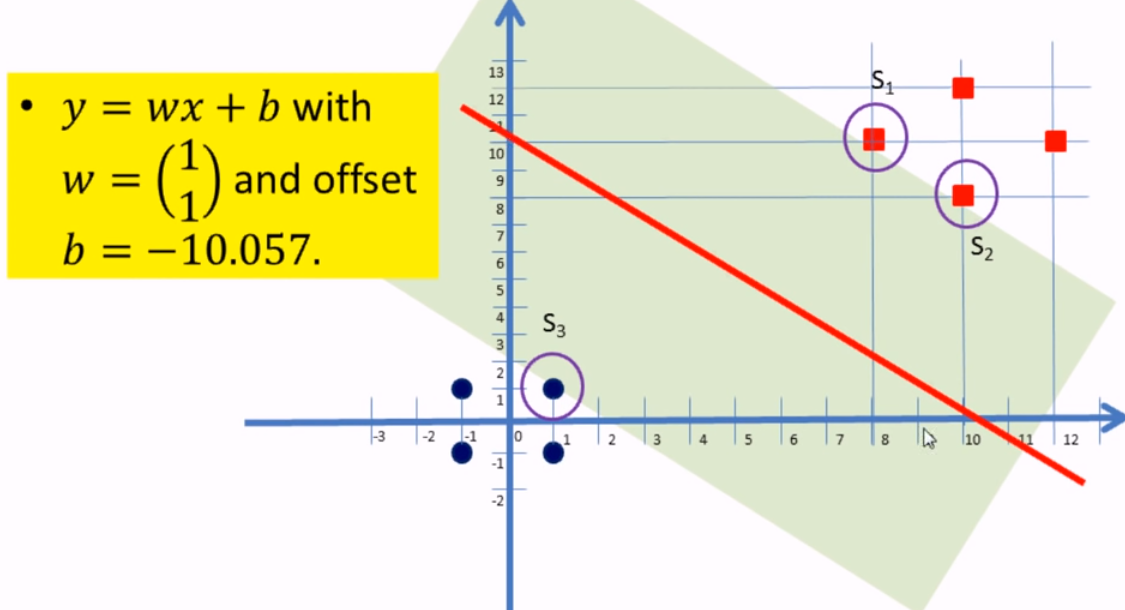 • y = wx + b with
w = (1 1) and offset
b = −10.057.
S1
S2
S3
13
12
11
10
9
8
7
6
5
4
3
2
1
-3 -2 -1 0 1 2 3 4 5 6 7 8 10 11 12
-1
-2